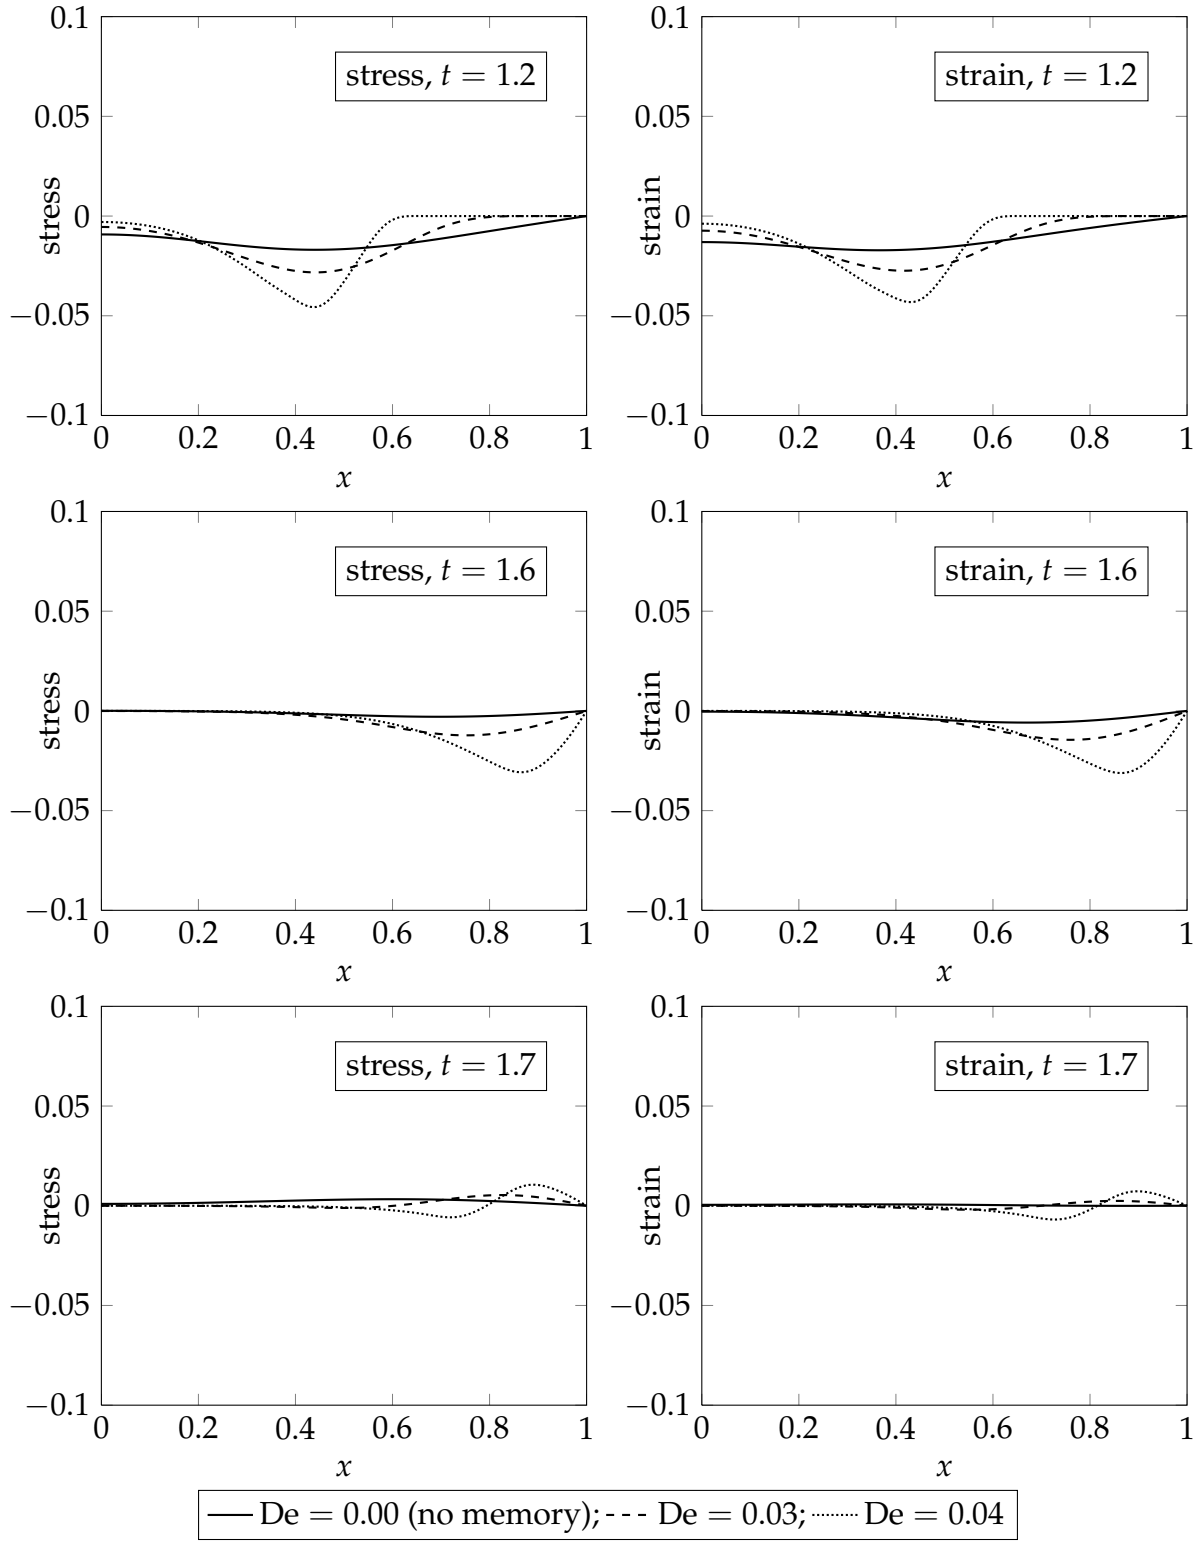 0.1
0.05
0
−0.05
−0.1
stress
stress, t = 1.2
0 0.2 0.4 0.6 0.8 1
x
0.1
0.05
0
−0.05
−0.1
strain
strain, t = 1.2
0 0.2 0.4 0.6 0.8 1
x
0.1
0.05
0
−0.05
−0.1
stress
stress, t = 1.6
0 0.2 0.4 0.6 0.8 1
x
0.1
0.05
0
−0.05
−0.1
strain
strain, t = 1.6
0 0.2 0.4 0.6 0.8 1
x
0.1
0.05
0
−0.05
−0.1
stress
stress, t = 1.7
0 0.2 0.4 0.6 0.8 1
x
0.1
0.05
0
−0.05
−0.1
strain
strain, t = 1.7
0 0.2 0.4 0.6 0.8 1
x
De = 0.00 (no memory); De = 0.03; De = 0.04